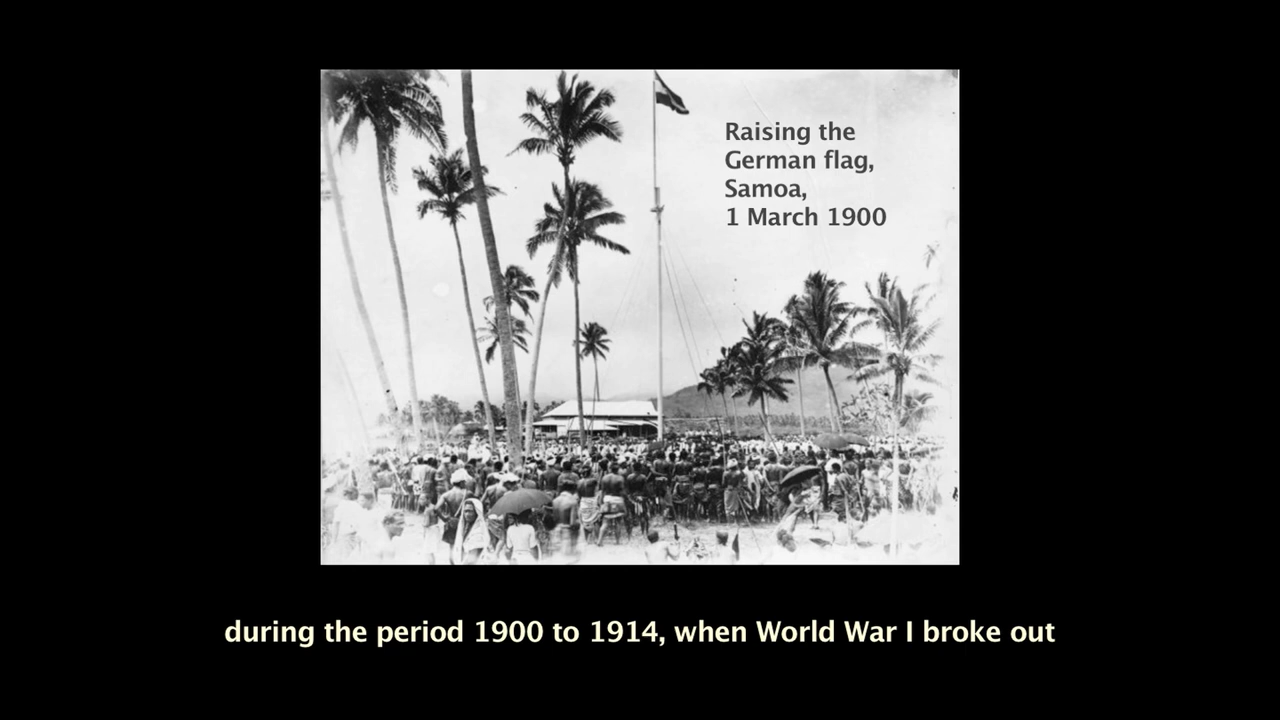 Raising the
German flag,
Samoa,
1 March 1900
during the period 1900 to 1914, when World War I broke out